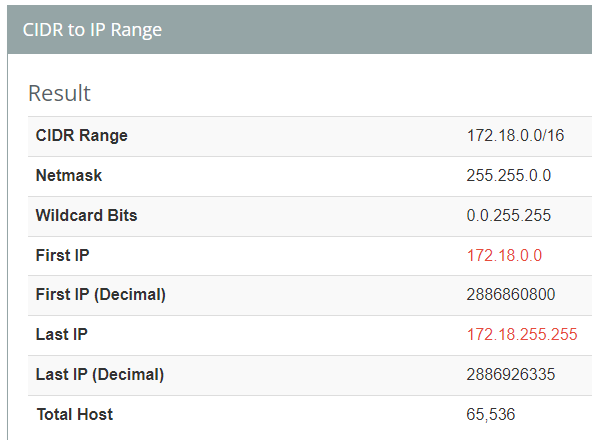 CIDR to IP Range
Result
CIDR Range 172.18.0.0/16
Netmask 255.255.0.0
Wildcard Bits 0.0.255.255
First IP 172.18.0.0
First IP (Decimal) 2886860800
Last IP 172.18.255.255
Last IP (Decimal) 2886926335
Total Host 65,536